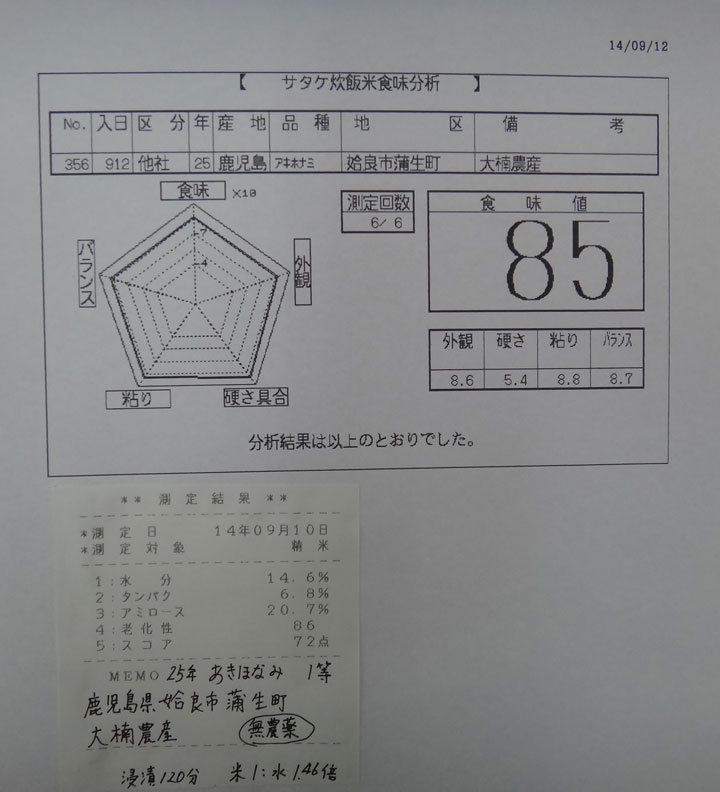 14/09/12
【 サタケ炊飯米食味分析 】
No. 入日 区分 年 産地 品種 地区 備考
356 912 他社 25 鹿児島 アキホナミ 姶良市蒲生町 大楠農産
食味 ×10
測定回数
6/ 6
食味値
85
7
4
バランス
外観
粘り
硬さ具合
外観 硬さ 粘り バランス
8.6 5.4 8.8 8.7
分析結果は以上のとおりでした。
** 測定結果 **
*測定日 14年09月10日
*測定対象 精米
1:水分 14.6%
2:タンパク 6.8%
3:アミロース 20.7%
4:老化性 86
5:スコア 72点
MEMO 25年 あきほなみ 1等
鹿児島県姶良市蒲生町
大楠農産 無農薬
浸漬120分 米1:水1.46倍